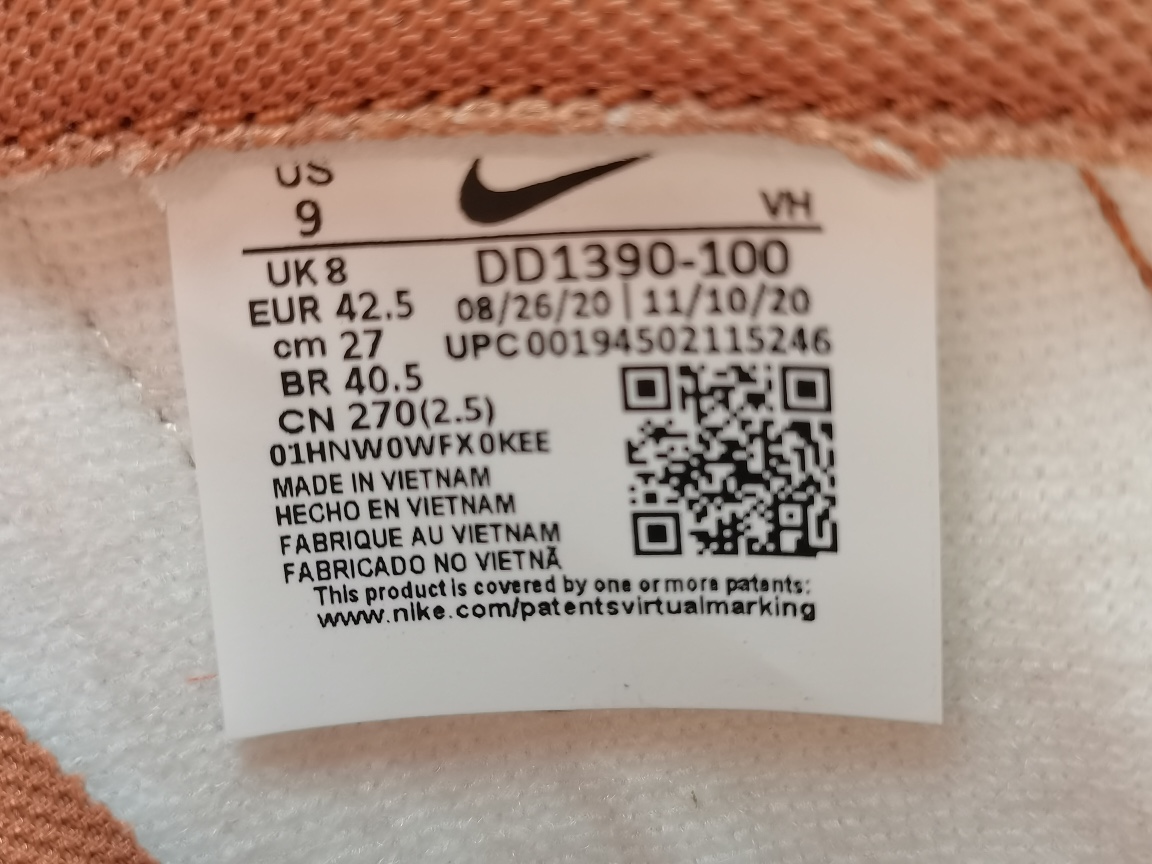 US
9
VH
UK 8
DD1390-100
EUR 42.5
08/26/20 | 11/10/20
cm 27
UPC 00194502115246
BR 40.5
CN 270(2.5)
01HNW0WFX0KEE
MADE IN VIETNAM
HECHO EN VIETNAM
FABRIQUE AU VIETNAM
FABRICADO NO VIETNÃ
This product is covered by one or more patents:
www.nike.com/patentsvirtualmarking